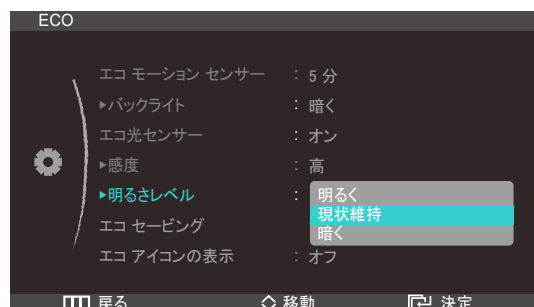 ECO
エコ モーション センサー : 5 分
▸バックライト : 暗く
エコ光センサー : オン
▸感度 : 高
▸明るさレベル : 明るく
現状維持
エコ セービング 暗く
エコ アイコンの表示 : オフ
戻る 移動 決定